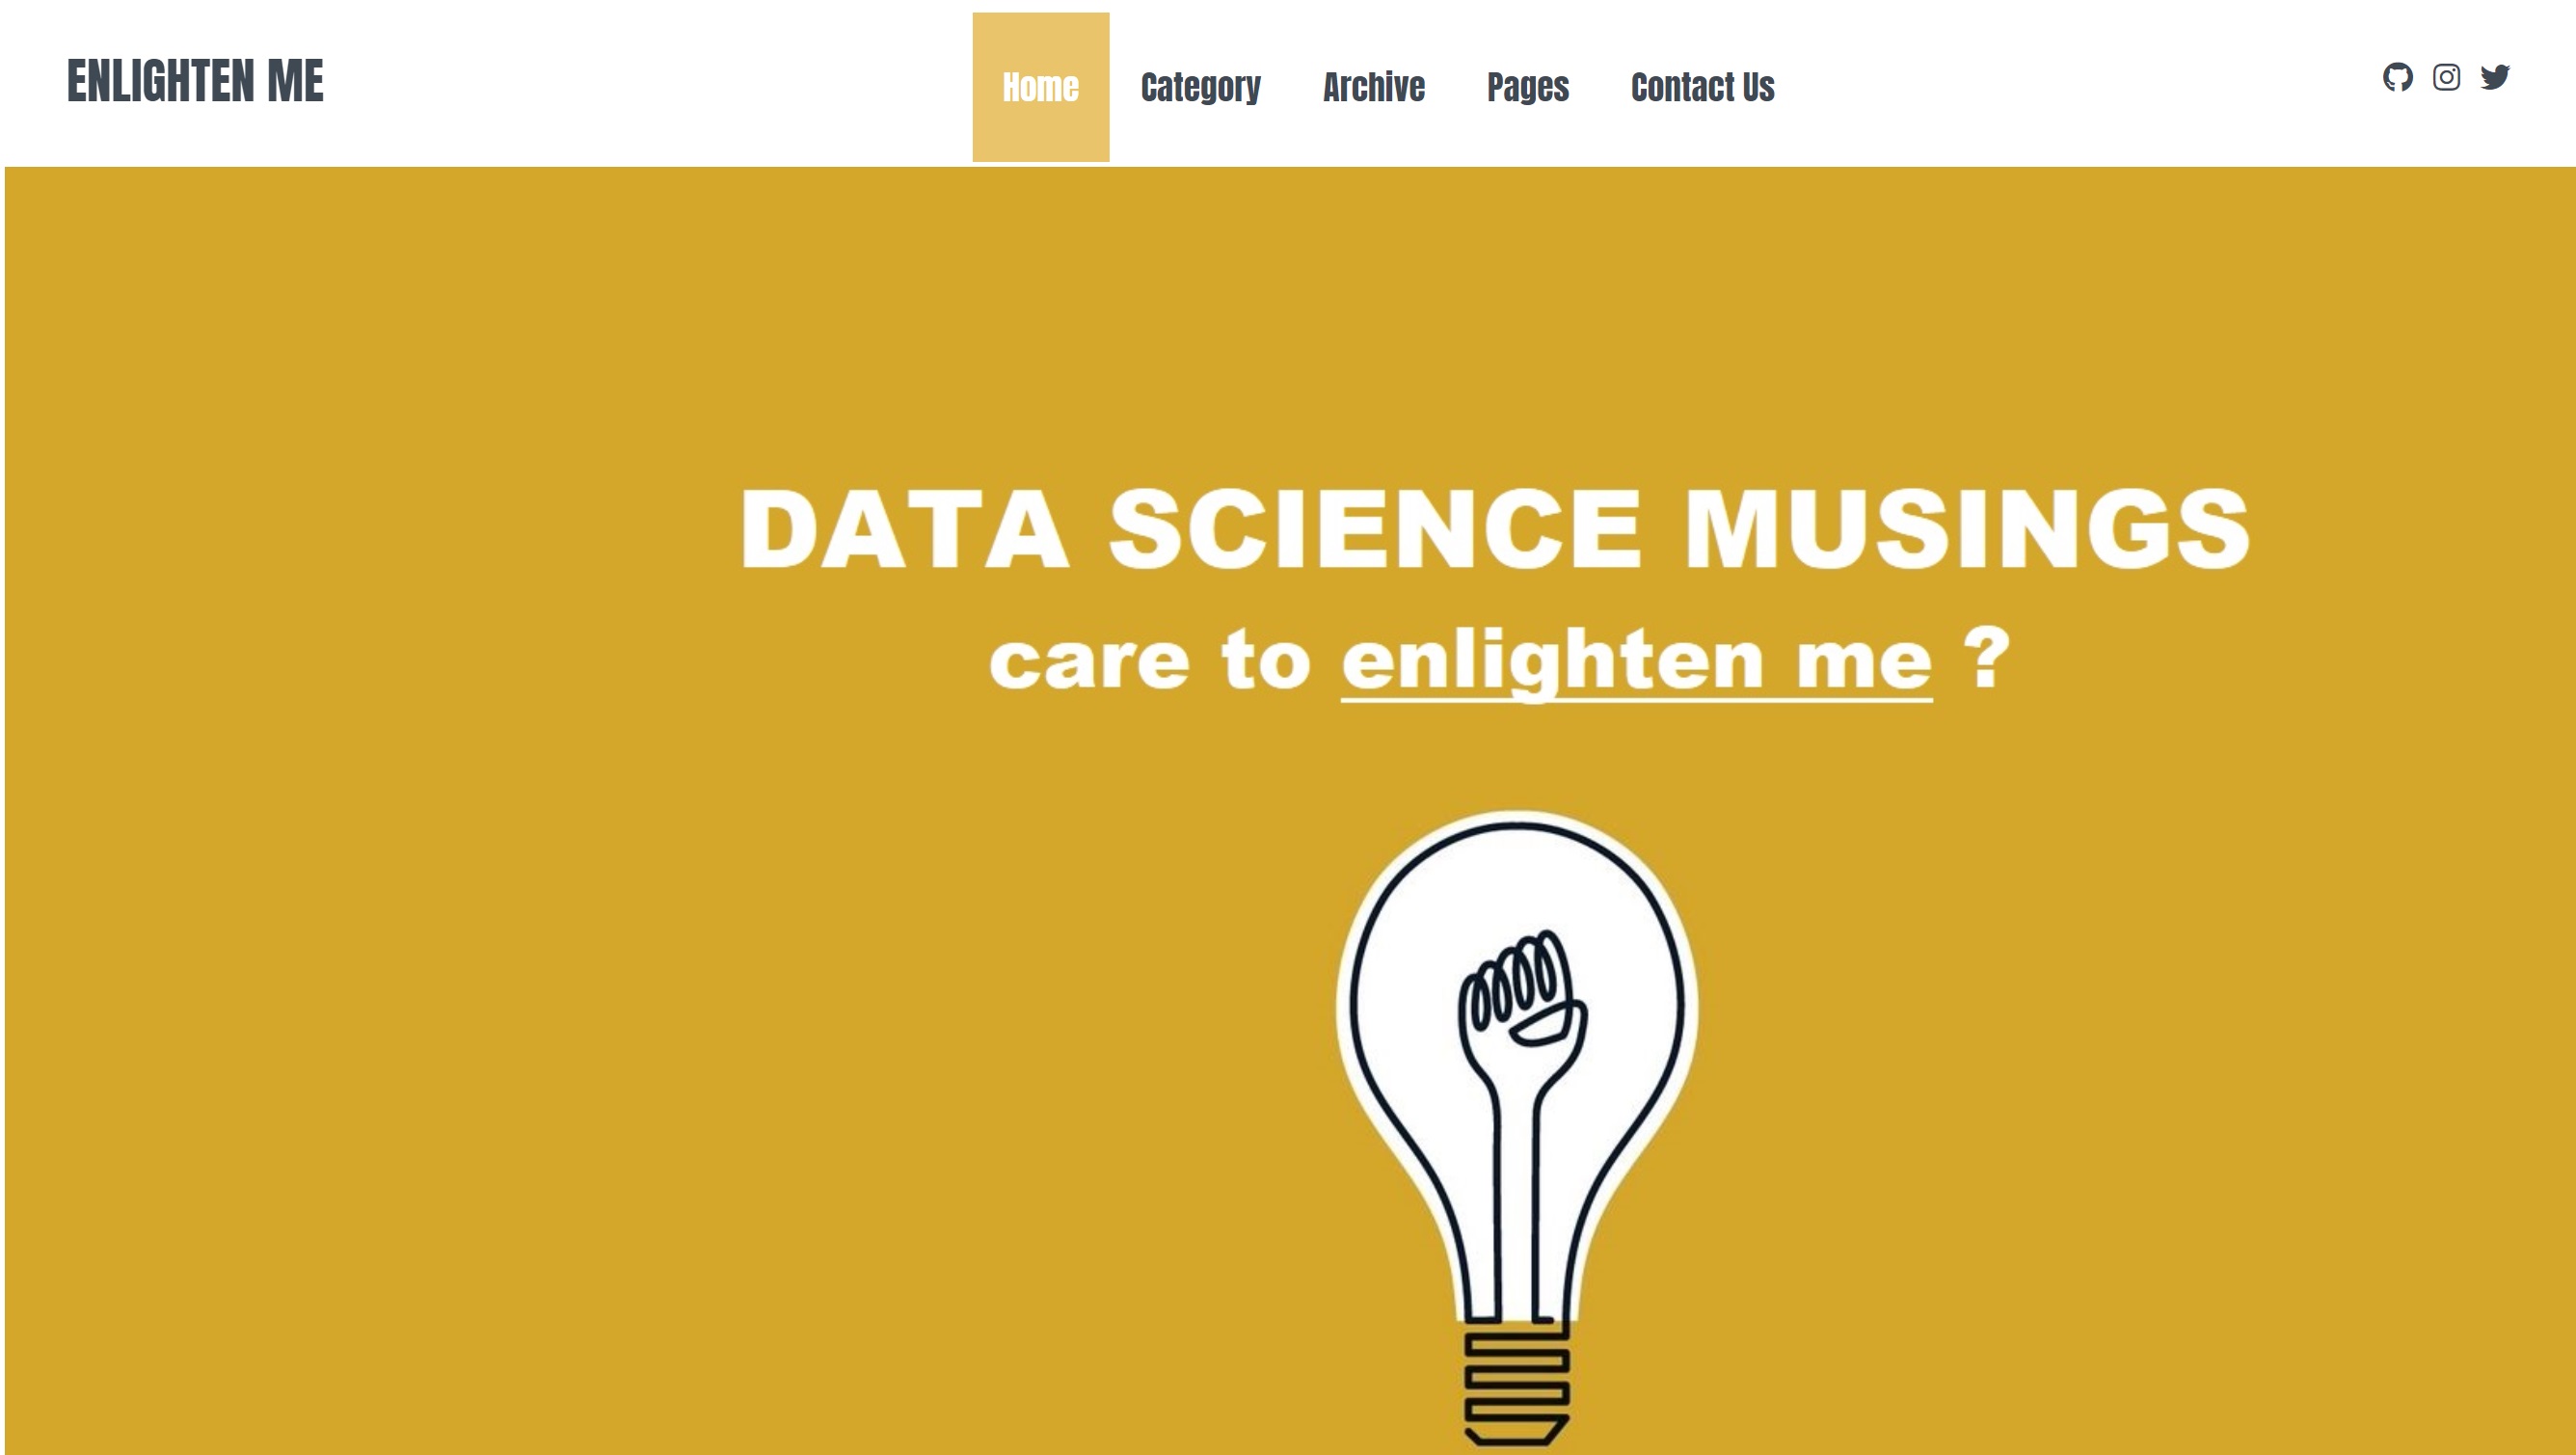 ENLIGHTEN ME
Home Category Archive Pages Contact Us
DATA SCIENCE MUSINGS
care to enlighten me ?